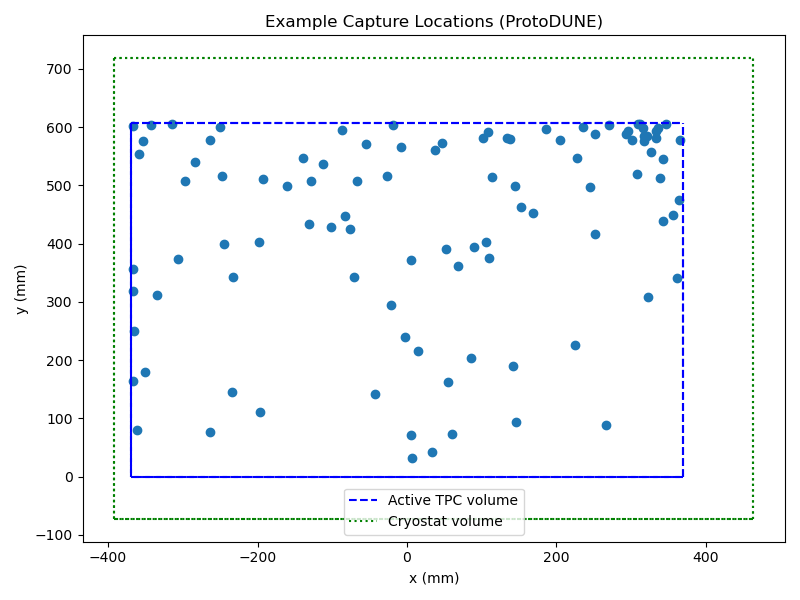 Example Capture Locations (ProtoDUNE)
y (mm)
700
600
500
400
300
200
100
0
−100
Active TPC volume
Cryostat volume
−400
−200
0
200
400
x (mm)